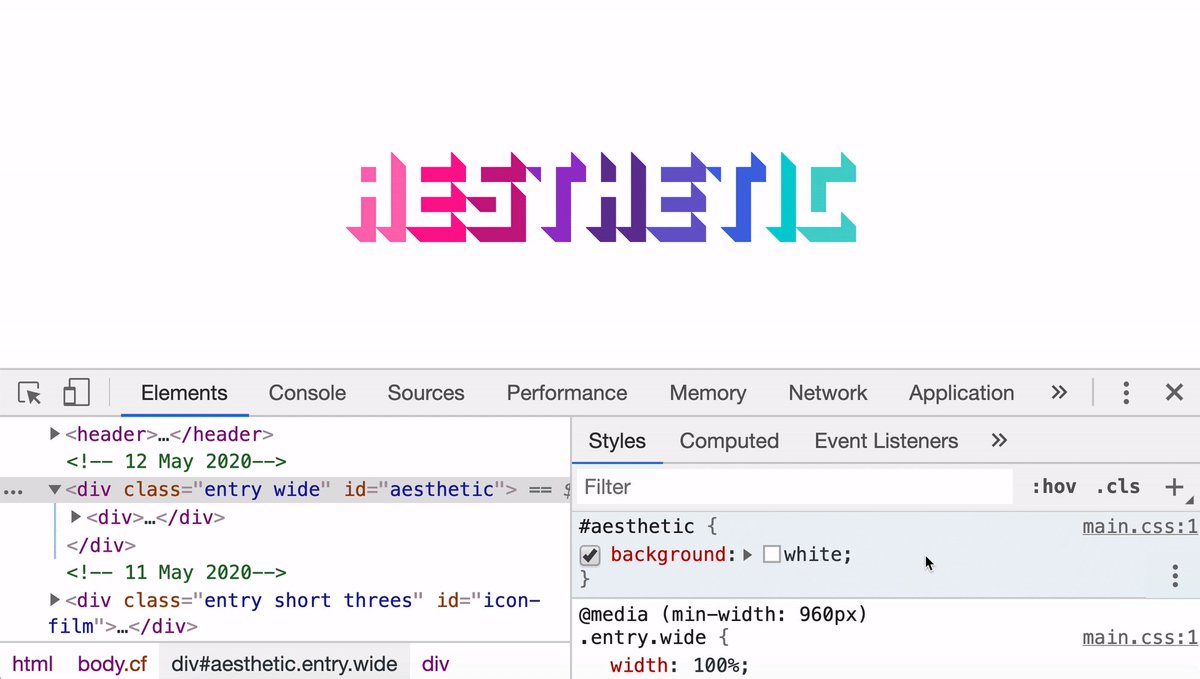 AESTHETIC
Elements Console Sources Performance Memory Network Application »
<header>…</header>
<!-- 12 May 2020-->
… <div class="entry wide" id="aesthetic"> == $
<div>…</div>
</div>
<!-- 11 May 2020-->
<div class="entry short threes" id="icon-
film">…</div>
html body.cf div#aesthetic.entry.wide div
Styles Computed Event Listeners »
Filter :hov .cls +
#aesthetic { main.css:1
background: white;
}
@media (min-width: 960px)
.entry.wide { main.css:1
width: 100%;